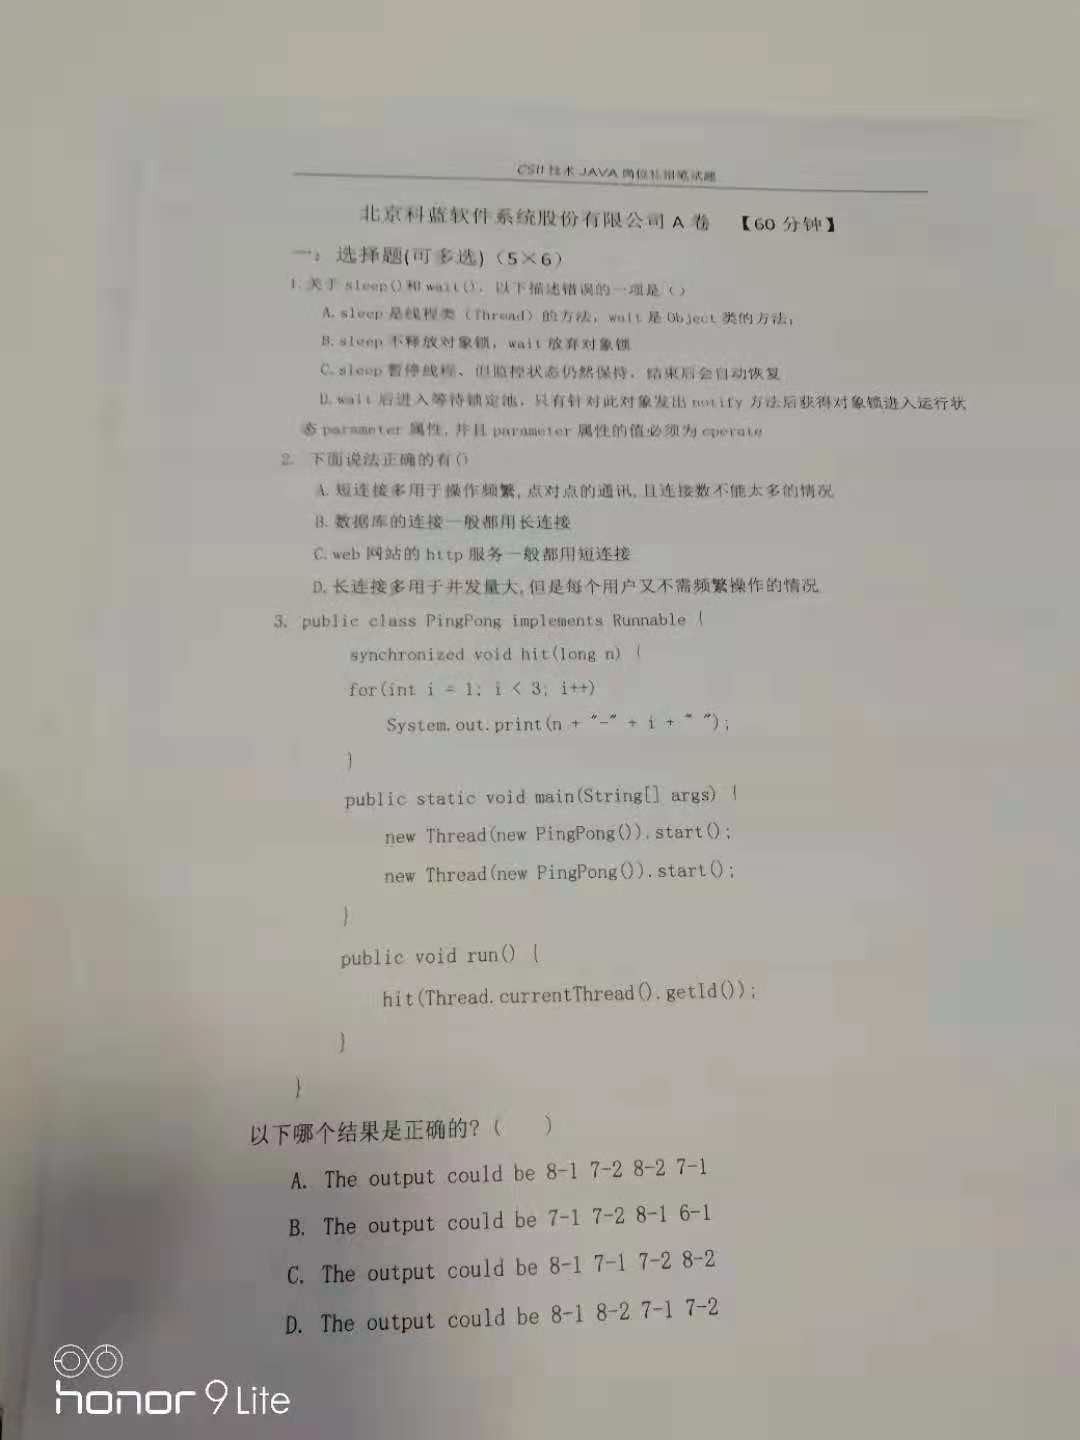 CSII 技术 JAVA 岗位社招笔试题
北京科蓝软件系统股份有限公司 A 卷 【60 分钟】
一：选择题(可多选)（5×6）
1.关于 sleep()和 wait()，以下描述错误的一项是（）
A. sleep 是线程类（Thread）的方法，wait 是 Object 类的方法；
B. sleep 不释放对象锁，wait 放弃对象锁
C. sleep 暂停线程、但监控状态仍然保持，结束后会自动恢复
D. wait 后进入等待锁定池，只有针对此对象发出 notify 方法后获得对象锁进入运行状
态 parameter 属性,并且 parameter 属性的值必须为 operate
2. 下面说法正确的有()
A. 短连接多用于操作频繁,点对点的通讯,且连接数不能太多的情况
B. 数据库的连接一般都用长连接
C. web 网站的 http 服务一般都用短连接
D. 长连接多用于并发量大,但是每个用户又不需频繁操作的情况
3. public class PingPong implements Runnable {
synchronized void hit(long n) {
for(int i = 1; i < 3; i++)
System.out.print(n + "-" + i + " ");
}
public static void main(String[] args) {
new Thread(new PingPong()).start();
new Thread(new PingPong()).start();
}
public void run() {
hit(Thread.currentThread().getId());
}
}
以下哪个结果是正确的?（ ）
A. The output could be 8-1 7-2 8-2 7-1
B. The output could be 7-1 7-2 8-1 6-1
C. The output could be 8-1 7-1 7-2 8-2
D. The output could be 8-1 8-2 7-1 7-2
honor 9 Lite